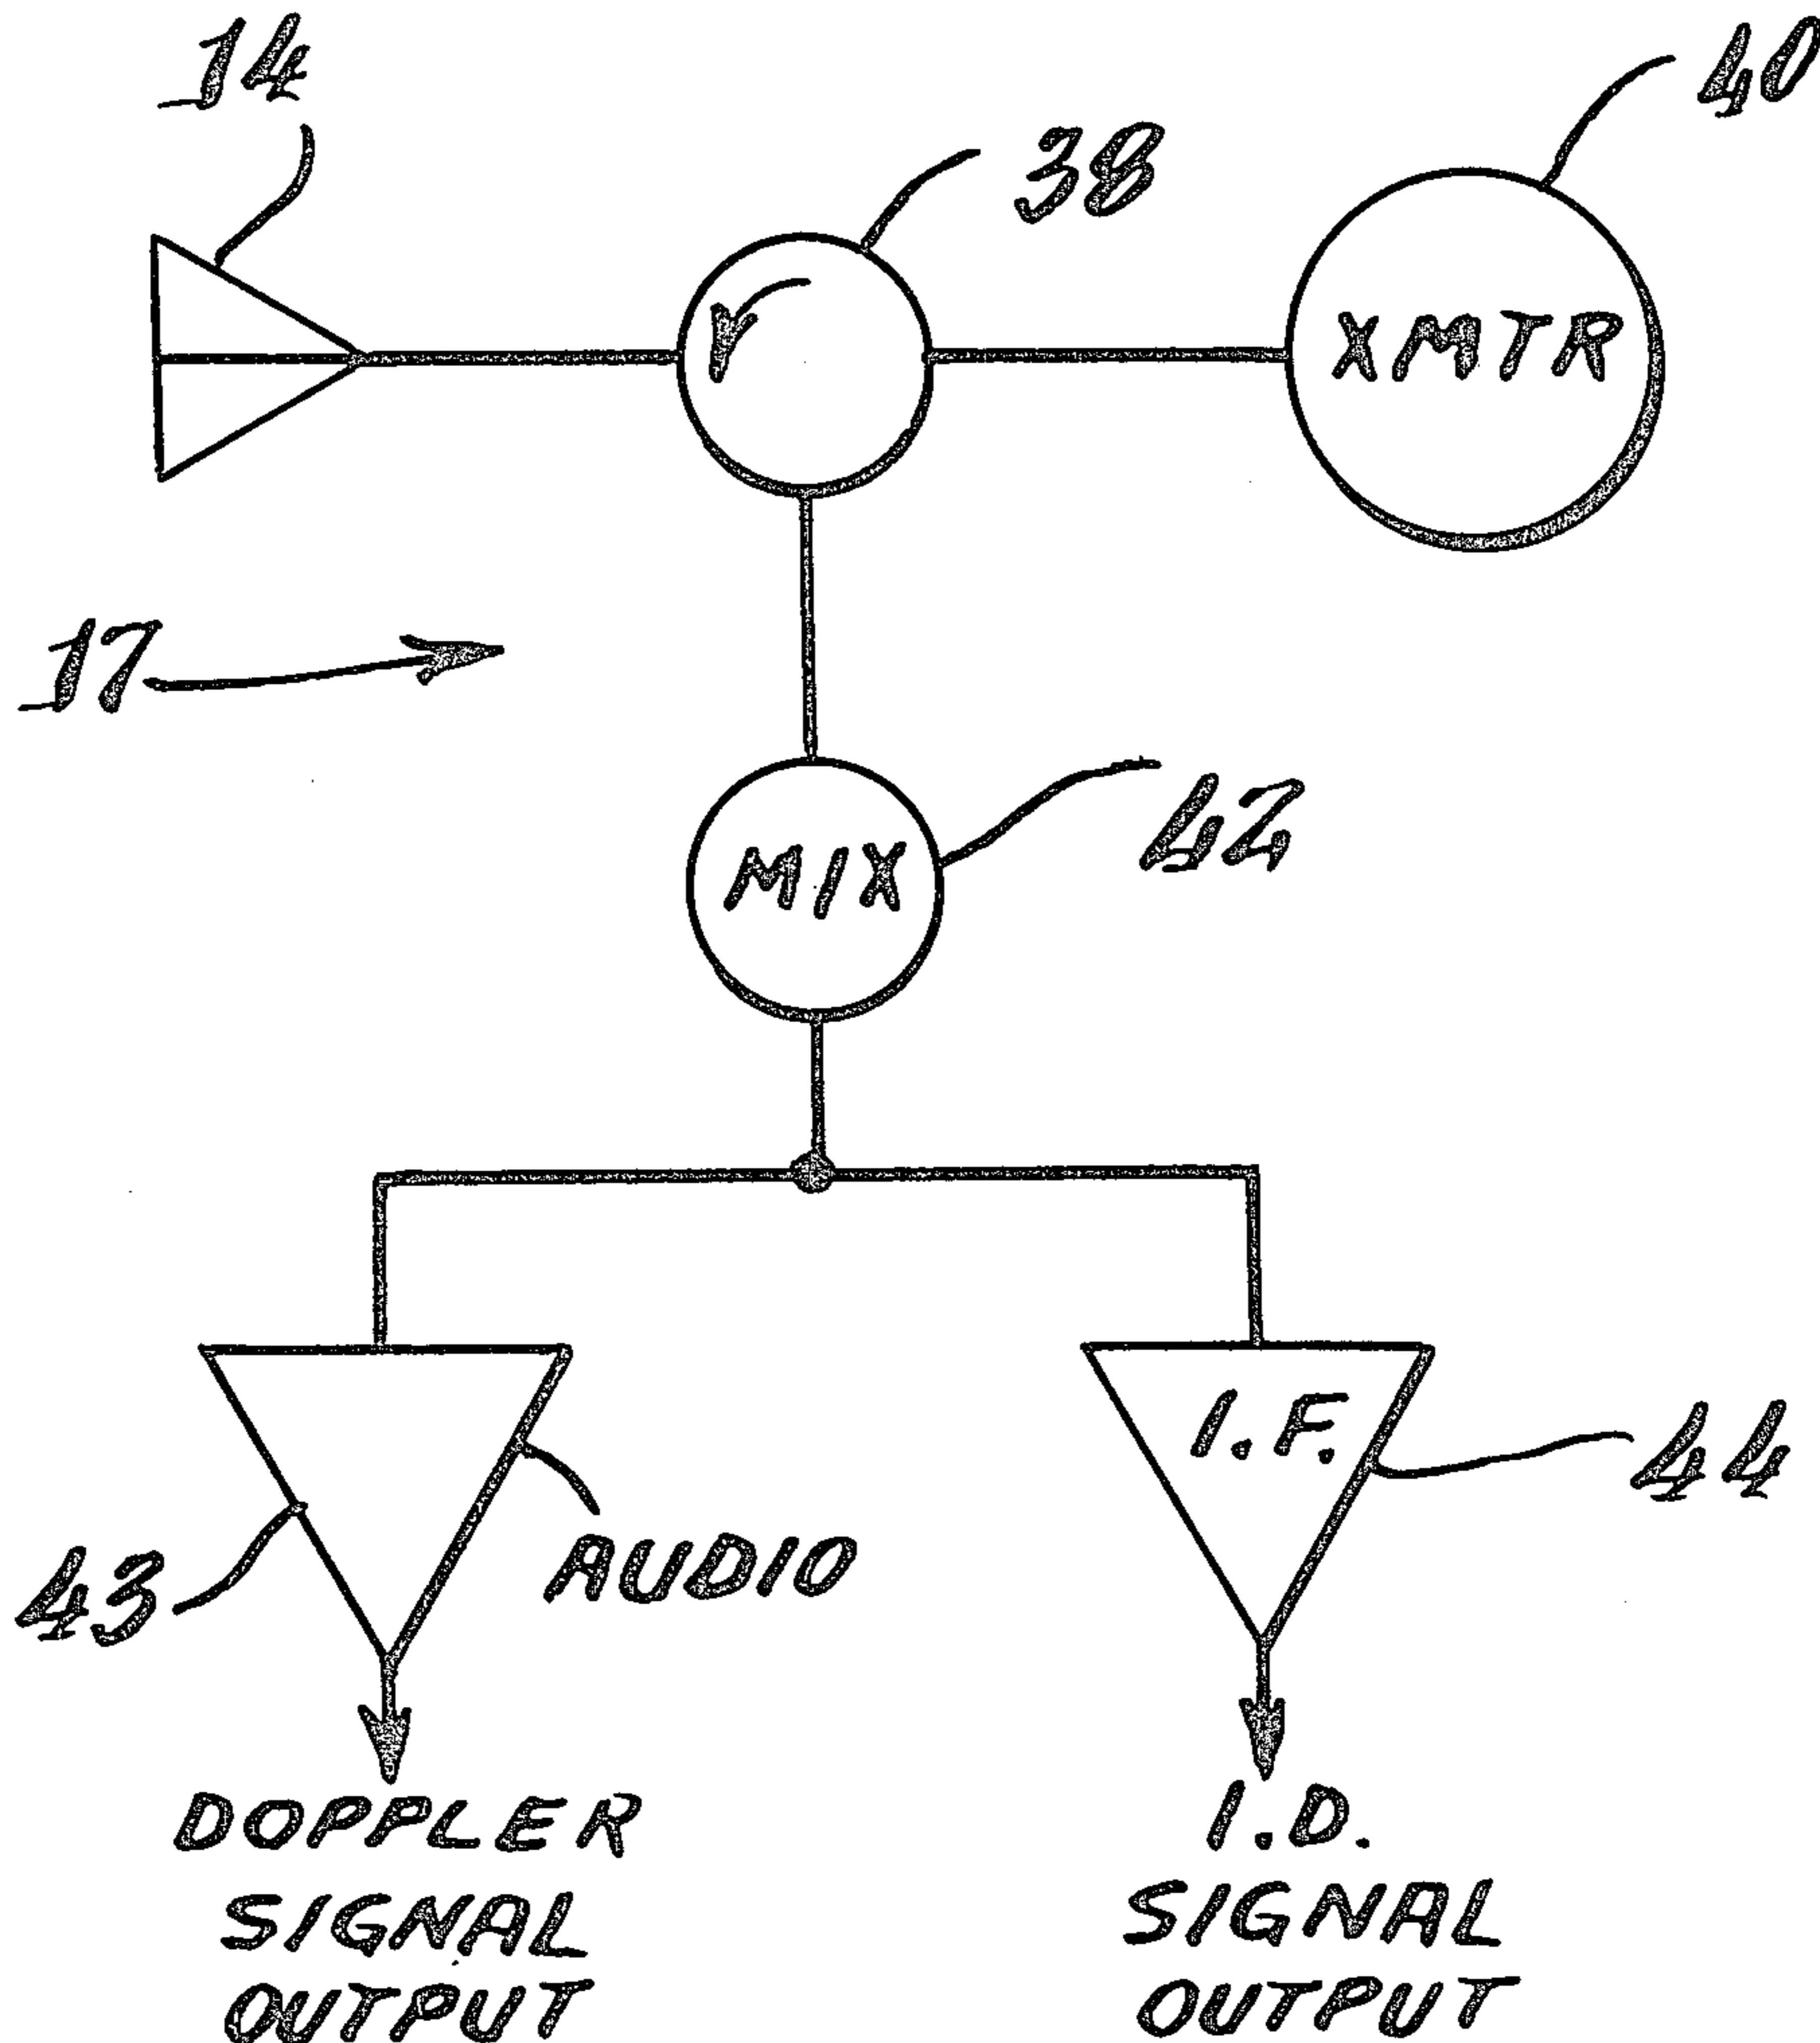 14
38
40
XMTR
17
MIX
42
I.F.
44
43
AUDIO
DOPPLER
SIGNAL
OUTPUT
I.D.
SIGNAL
OUTPUT